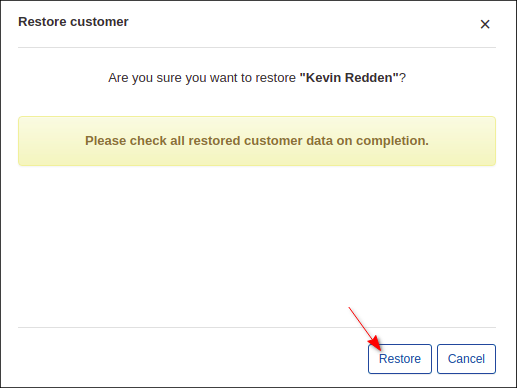 Restore customer
×
Are you sure you want to restore "Kevin Redden"?
Please check all restored customer data on completion.
Restore
Cancel